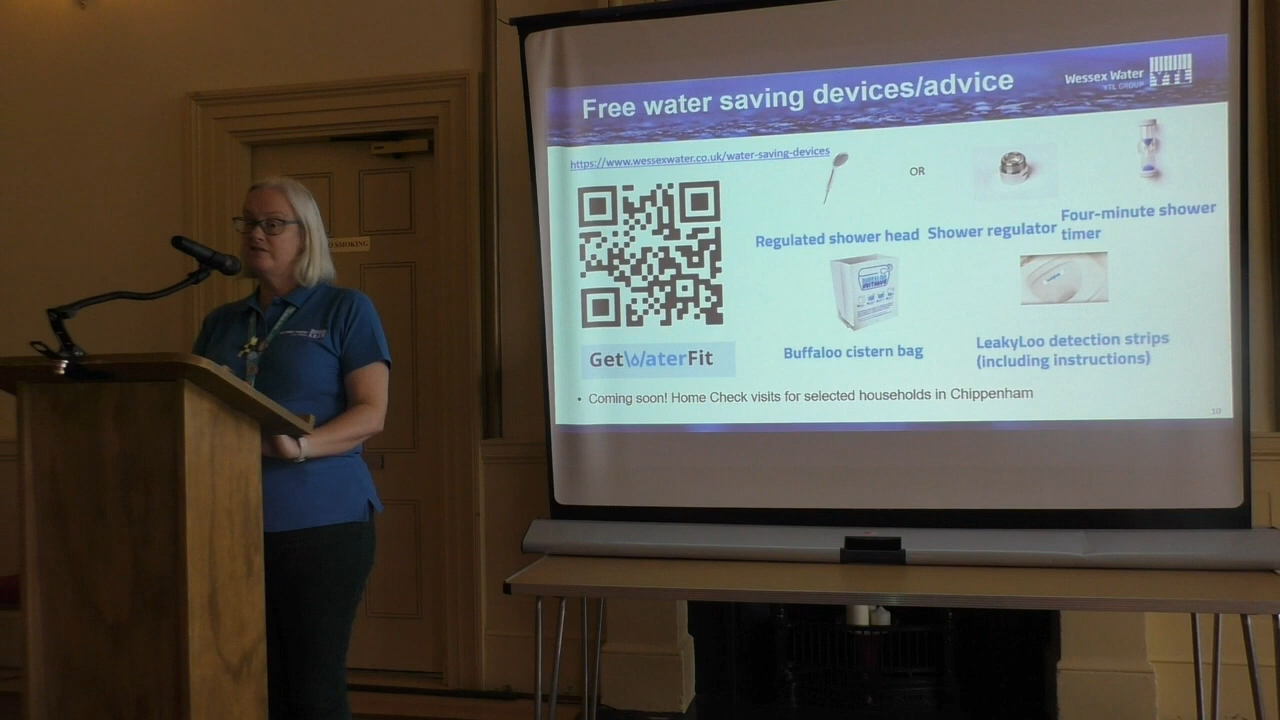 Free water saving devices/advice
Wessex Water
YTL GROUP
YTL
https://www.wessexwater.co.uk/water-saving-devices
OR
Regulated shower head
Shower regulator
Four-minute shower
timer
GetWaterFit
Buffaloo cistern bag
LeakyLoo detection strips
(including instructions)
• Coming soon! Home Check visits for selected households in Chippenham
10
SMOKING